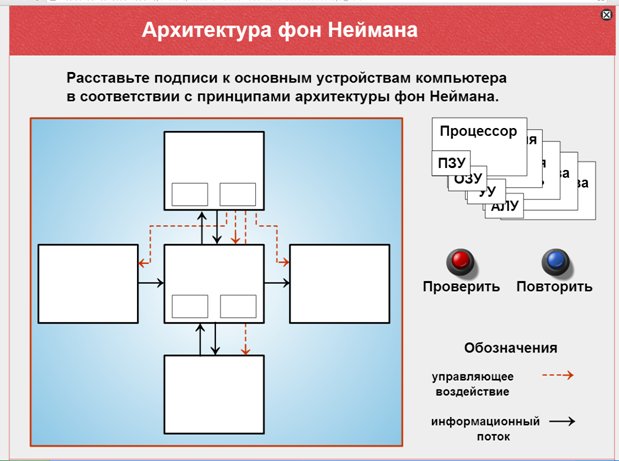 Архитектура фон Неймана
Расставьте подписи к основным устройствам компьютера
в соответствии с принципами архитектуры фон Неймана.
Процессор
ПЗУ
ОЗУ
УУ
АЛУ
Проверить
Повторить
Обозначения
управляющее
воздействие
информационный
поток